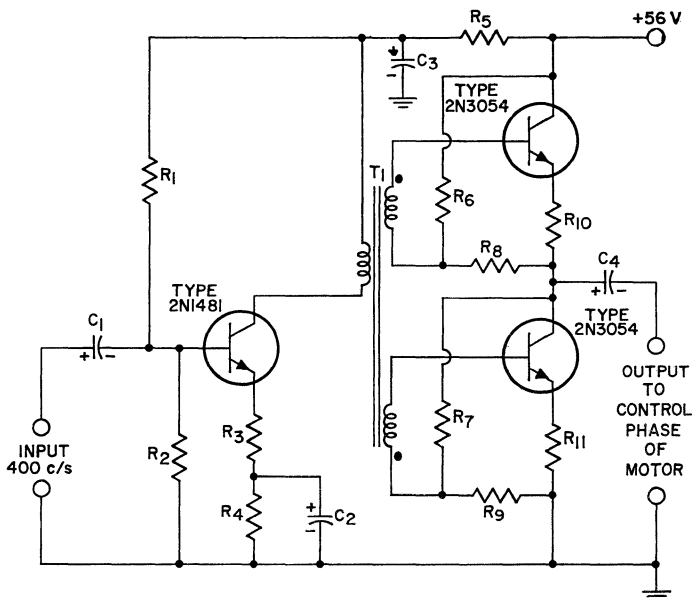 +56 V
R5
C3
+
-
TYPE
2N3054
R1
T1
R6
R10
R8
C4
+ -
TYPE
2N1481
TYPE
2N3054
C1
+ -
OUTPUT
TO
CONTROL
PHASE
OF
MOTOR
INPUT
400 c/s
R2
R3
R7
R11
R4
+
-
C2
R9